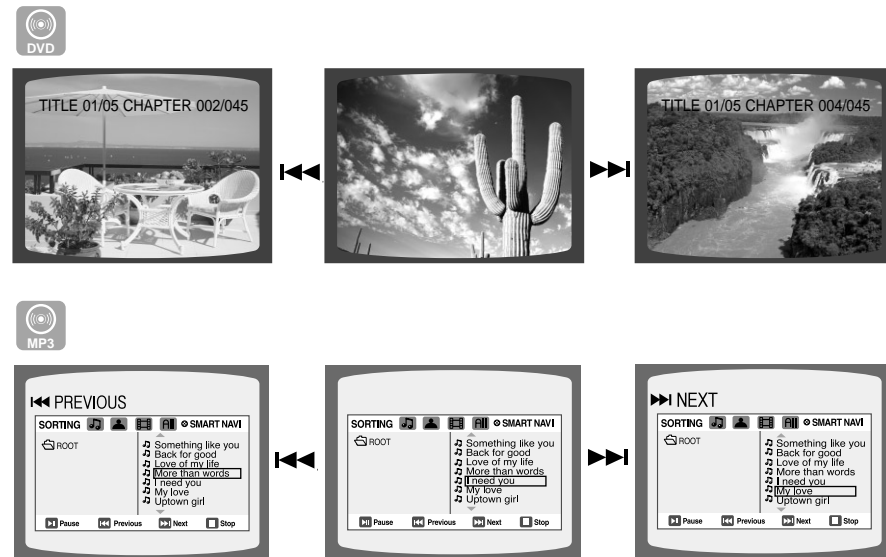 DVD
TITLE 01/05 CHAPTER 002/045
TITLE 01/05 CHAPTER 004/045
MP3
PREVIOUS
SORTING All SMART NAVI
ROOT
Something like you
Back for good
Love of my life
More than words
I need you
My love
Uptown girl
Pause Previous Next Stop
SORTING All SMART NAVI
ROOT
Something like you
Back for good
Love of my life
More than words
I need you
My love
Uptown girl
Pause Previous Next Stop
NEXT
SORTING All SMART NAVI
ROOT
Something like you
Back for good
Love of my life
More than words
I need you
My love
Uptown girl
Pause Previous Next Stop